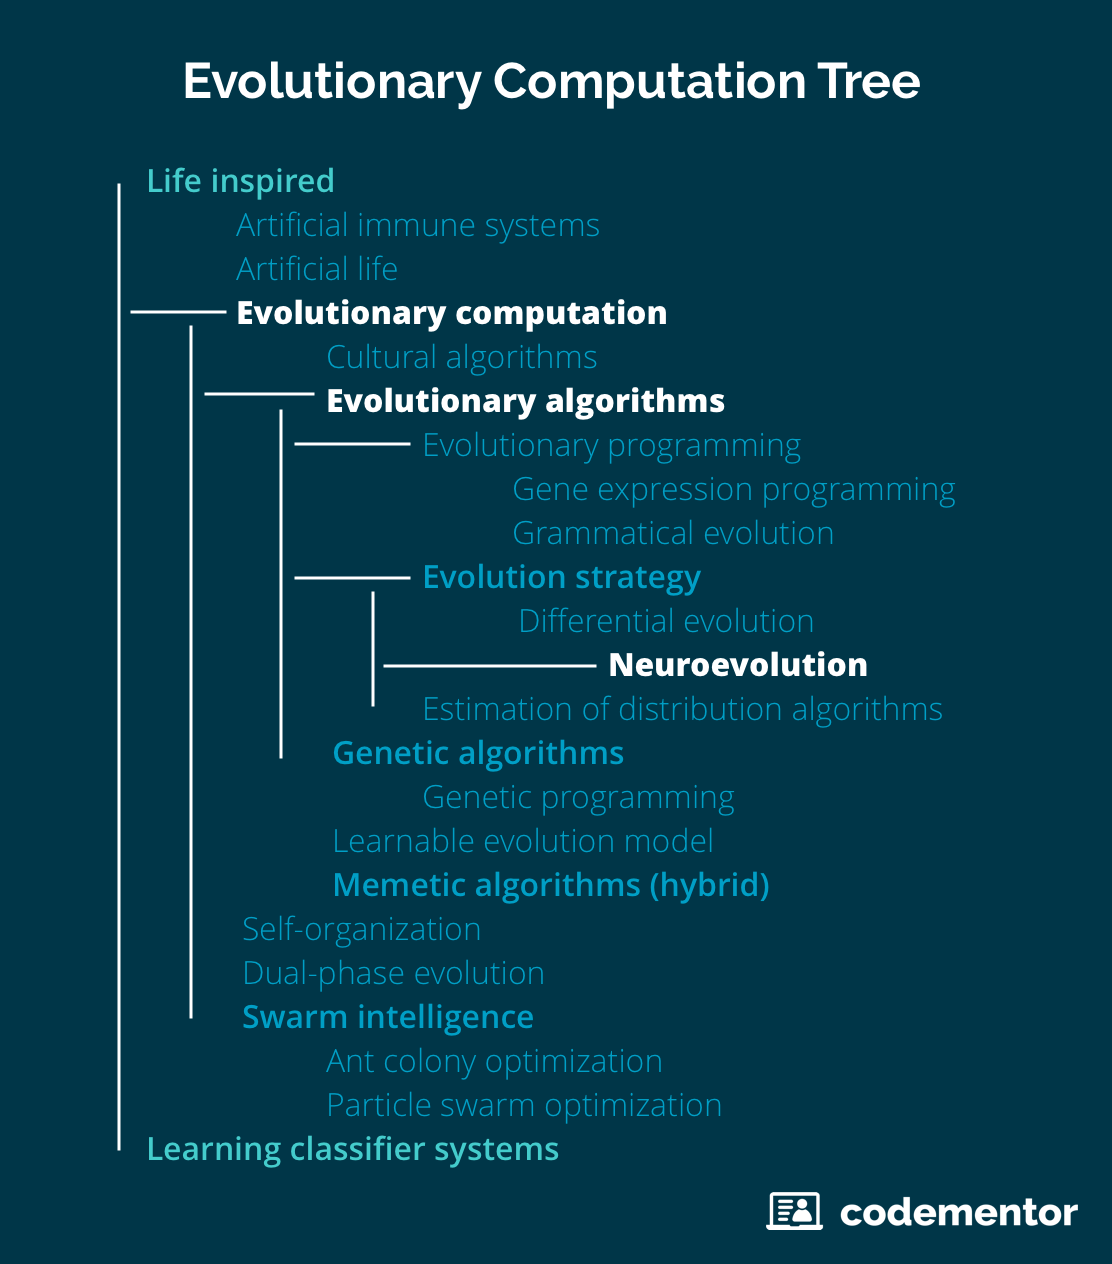 Evolutionary Computation Tree
Life inspired
Artificial immune systems
Artificial life
Evolutionary computation
Cultural algorithms
Evolutionary algorithms
Evolutionary programming
Gene expression programming
Grammatical evolution
Evolution strategy
Differential evolution
Neuroevolution
Estimation of distribution algorithms
Genetic algorithms
Genetic programming
Learnable evolution model
Memetic algorithms (hybrid)
Self-organization
Dual-phase evolution
Swarm intelligence
Ant colony optimization
Particle swarm optimization
Learning classifier systems
codementor